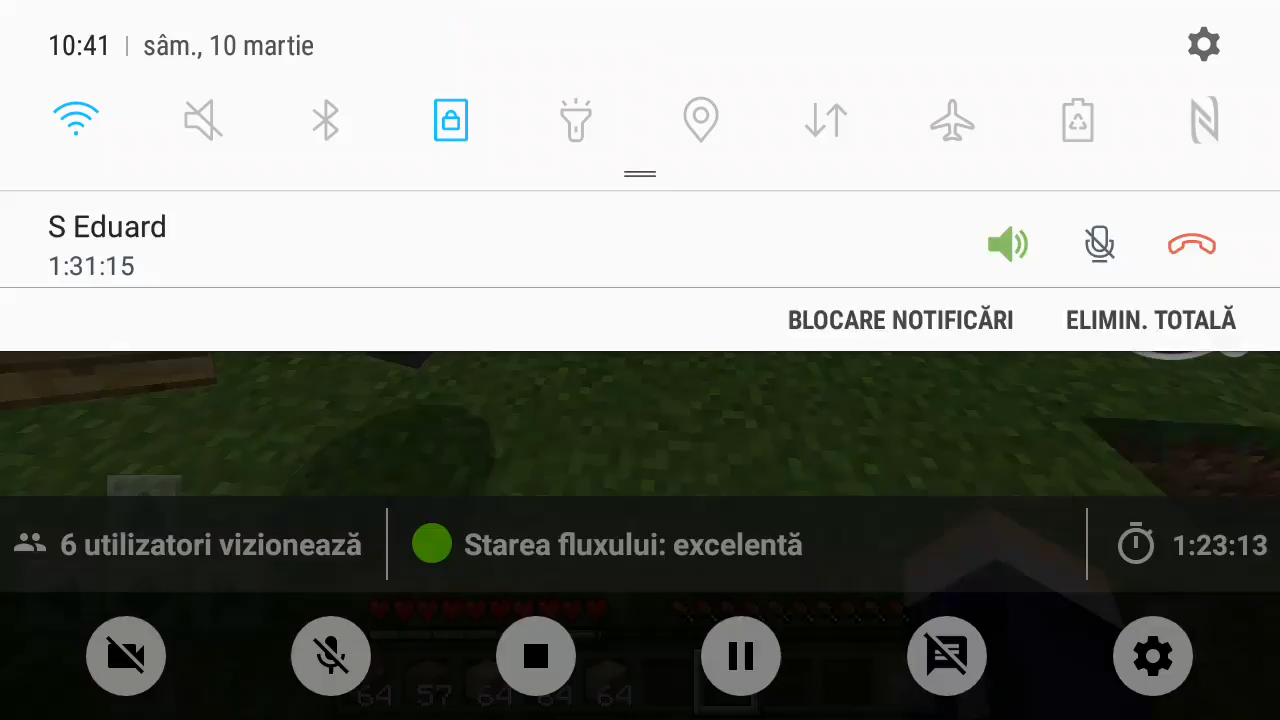 10:41 | sâm., 10 martie
S Eduard
1:31:15
BLOCARE NOTIFICĂRI ELIMIN. TOTALĂ
6 utilizatori vizionează Starea fluxului: excelentă 1:23:13
64 57 64 64 64